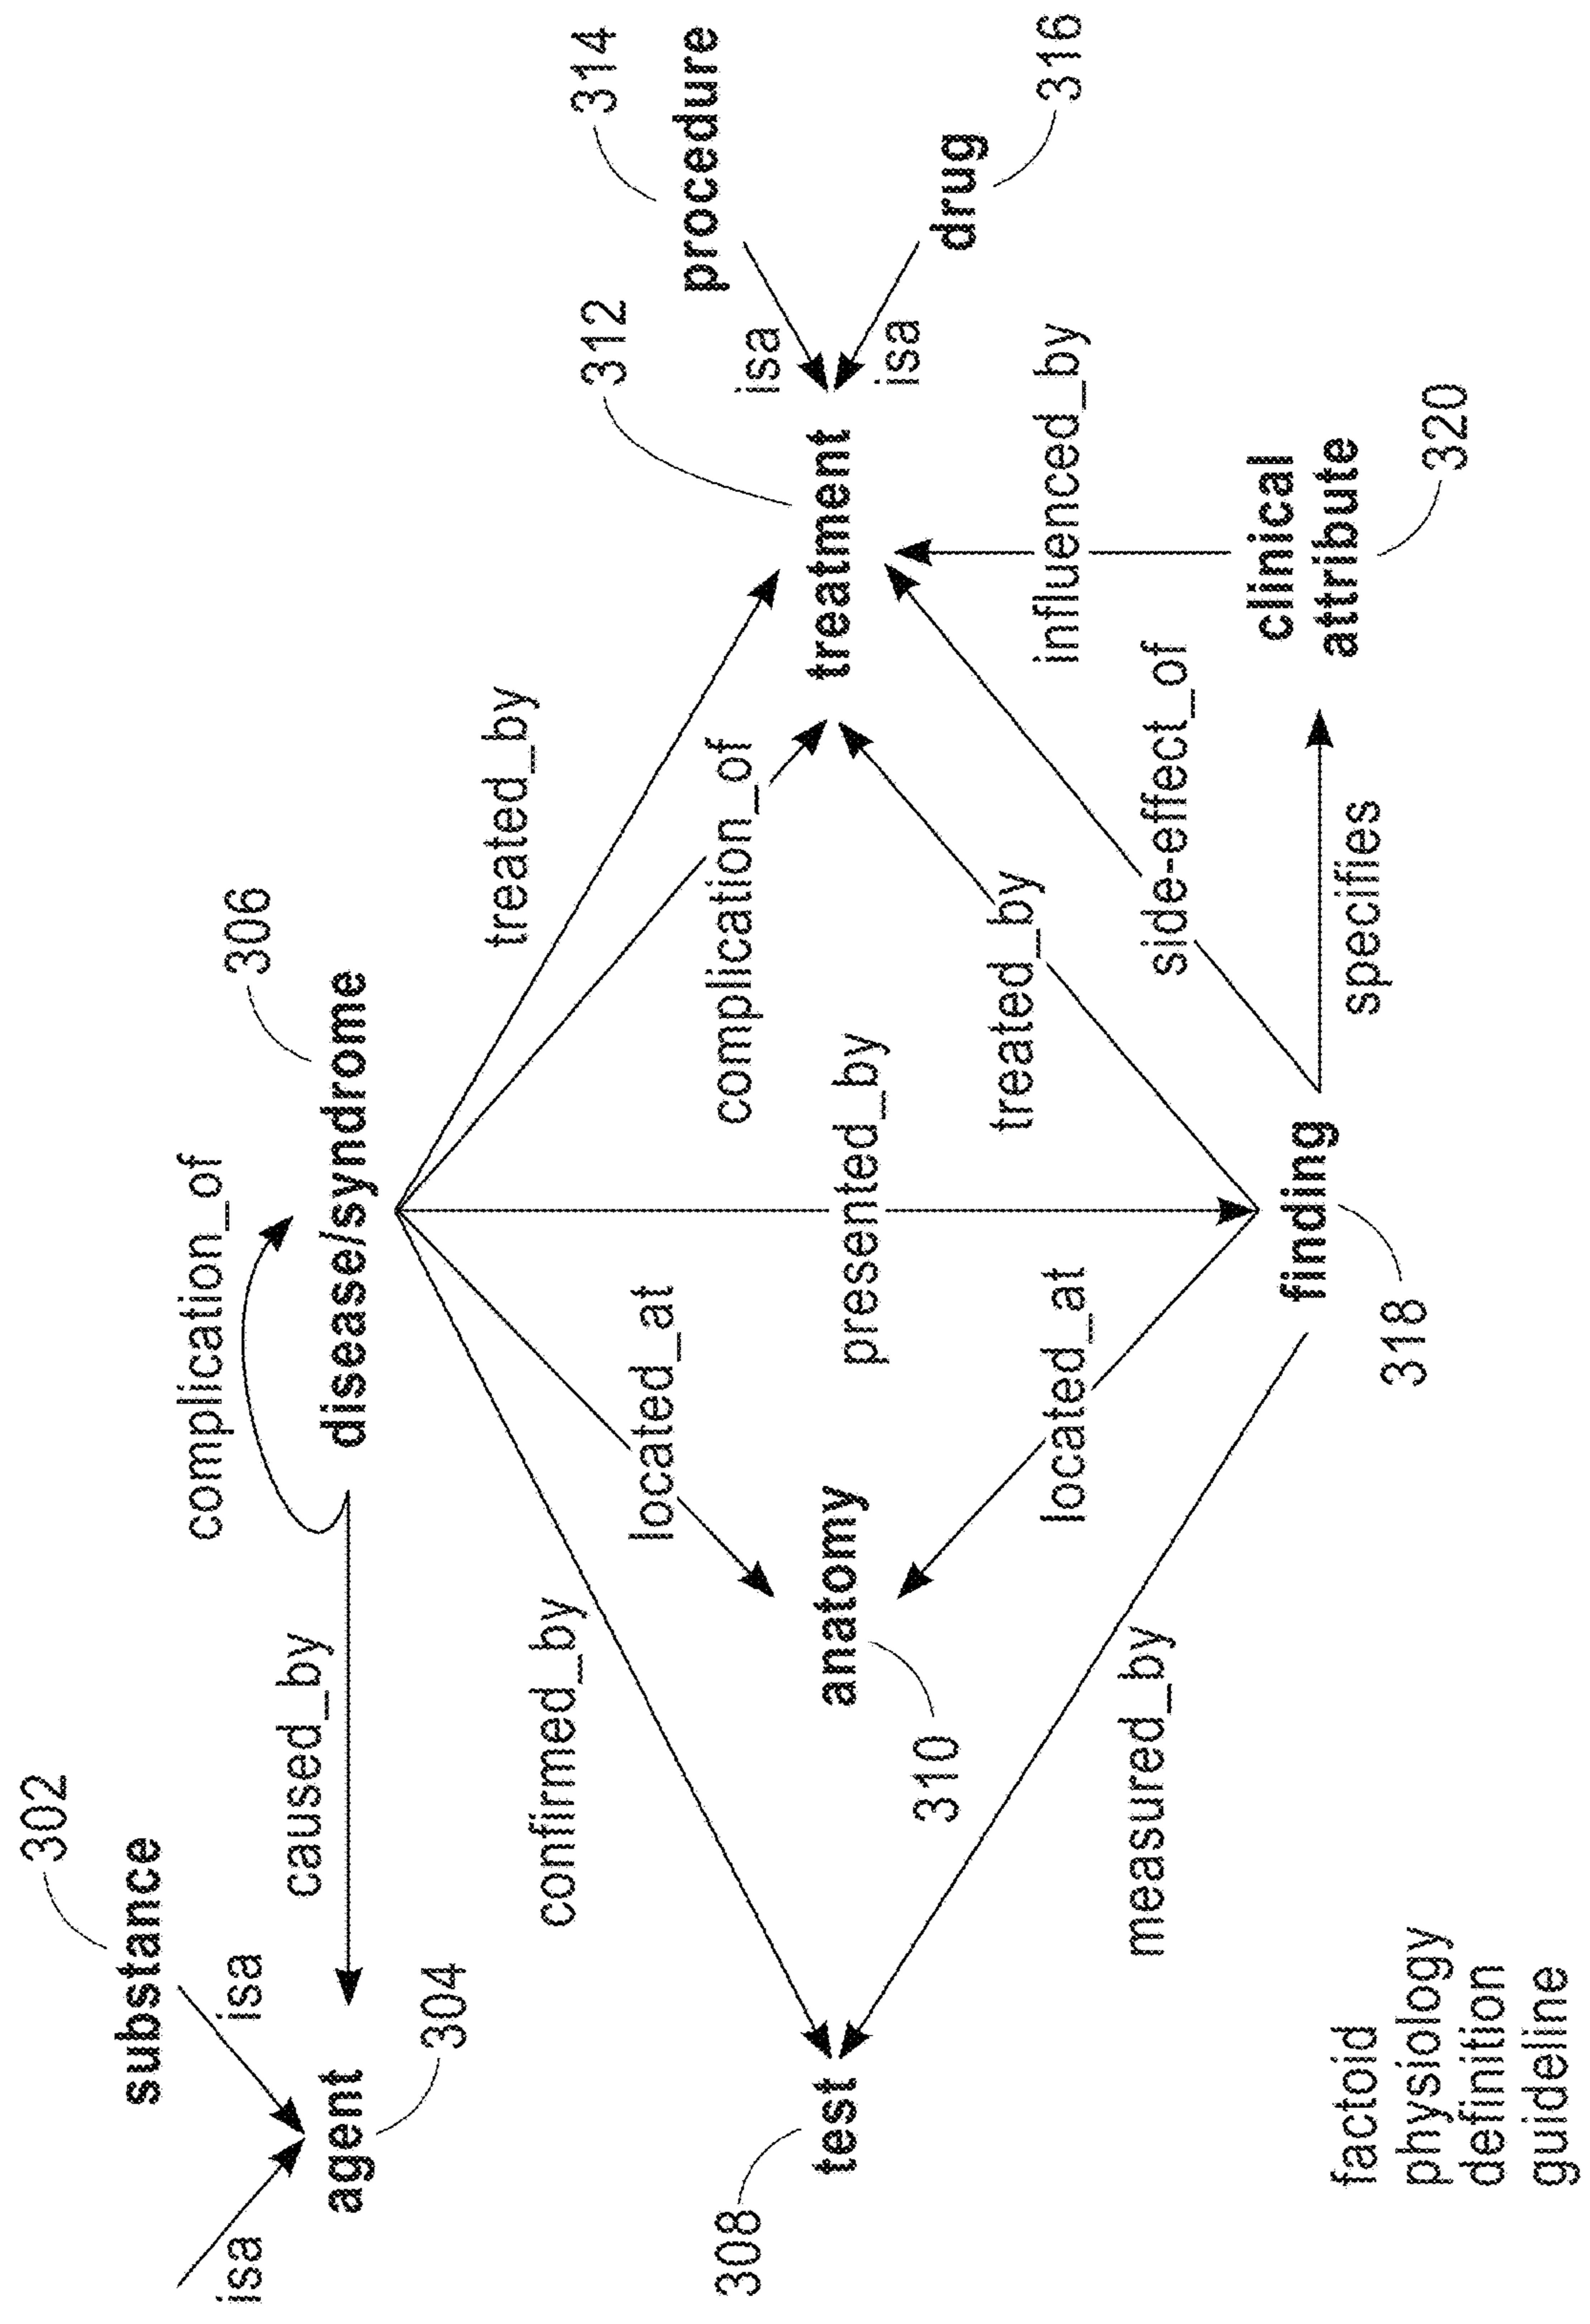 302
substance
isa
isa
agent
304
caused_by
complication_of
306
disease/syndrome
confirmed_by
located_at
treated_by
complication_of
312
314
procedure
isa
308
test
anatomy
310
presented_by
treatment
isa
drug
316
measured_by
located_at
treated_by
side-effect_of
influenced_by
finding
318
specifies
clinical
attribute
320
factoid
physiology
definition
guideline